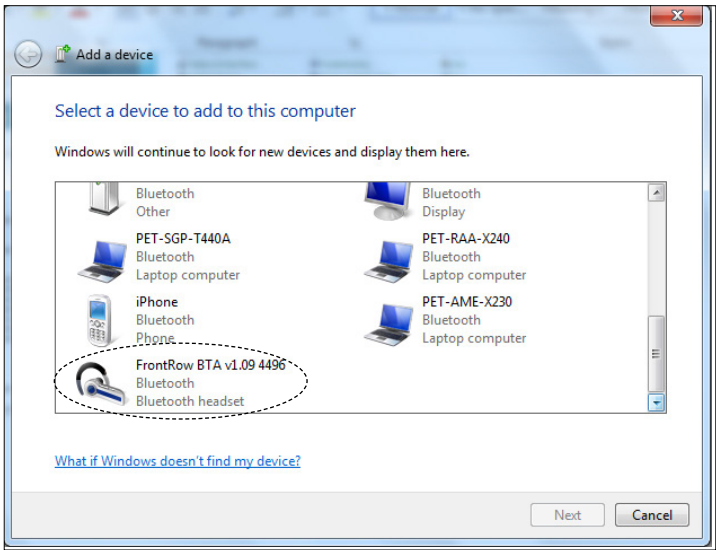 Add a device
Select a device to add to this computer
Windows will continue to look for new devices and display them here.
Bluetooth
Other
Bluetooth
Display
PET-SGP-T440A
Bluetooth
Laptop computer
PET-RAA-X240
Bluetooth
Laptop computer
iPhone
Bluetooth
Phone
PET-AME-X230
Bluetooth
Laptop computer
FrontRow BTA v1.09 4496
Bluetooth
Bluetooth headset
What if Windows doesn't find my device?
Next
Cancel